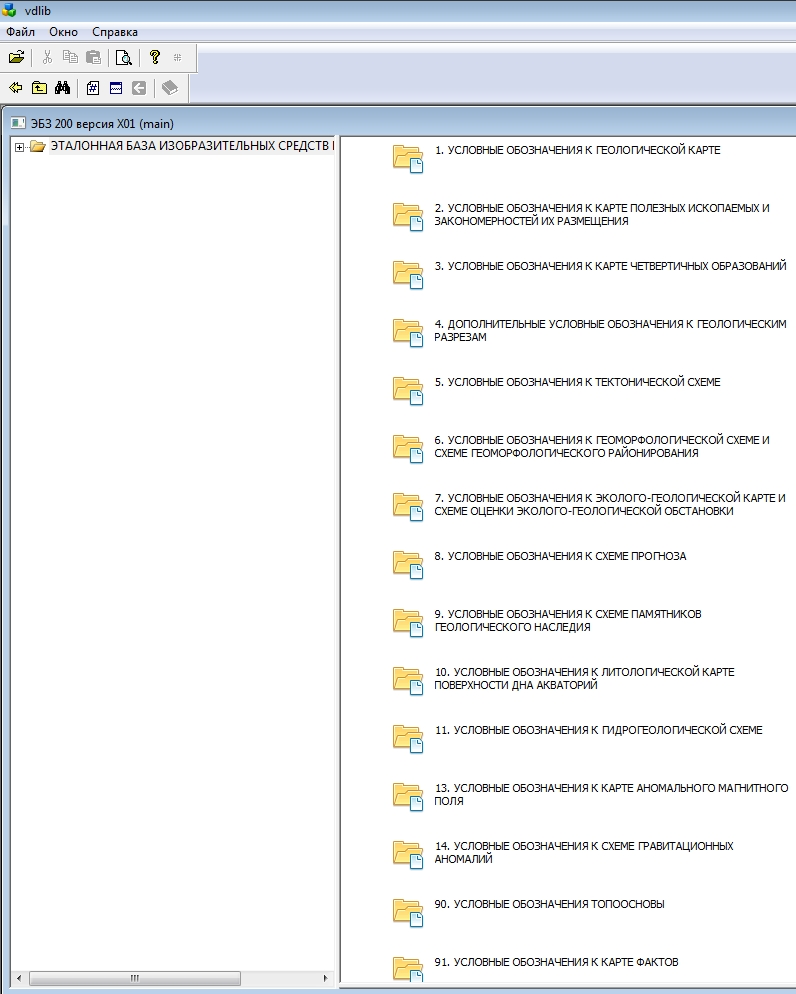 vdlib
Файл Окно Справка
ЭБЗ 200 версия X01 (main)
ЭТАЛОННАЯ БАЗА ИЗОБРАЗИТЕЛЬНЫХ СРЕДСТВ
1. УСЛОВНЫЕ ОБОЗНАЧЕНИЯ К ГЕОЛОГИЧЕСКОЙ КАРТЕ
2. УСЛОВНЫЕ ОБОЗНАЧЕНИЯ К КАРТЕ ПОЛЕЗНЫХ ИСКОПАЕМЫХ И
ЗАКОНОМЕРНОСТЕЙ ИХ РАЗМЕЩЕНИЯ
3. УСЛОВНЫЕ ОБОЗНАЧЕНИЯ К КАРТЕ ЧЕТВЕРТИЧНЫХ ОБРАЗОВАНИЙ
4. ДОПОЛНИТЕЛЬНЫЕ УСЛОВНЫЕ ОБОЗНАЧЕНИЯ К ГЕОЛОГИЧЕСКИМ
РАЗРЕЗАМ
5. УСЛОВНЫЕ ОБОЗНАЧЕНИЯ К ТЕКТОНИЧЕСКОЙ СХЕМЕ
6. УСЛОВНЫЕ ОБОЗНАЧЕНИЯ К ГЕОМОРФОЛОГИЧЕСКОЙ СХЕМЕ И
СХЕМЕ ГЕОМОРФОЛОГИЧЕСКОГО РАЙОНИРОВАНИЯ
7. УСЛОВНЫЕ ОБОЗНАЧЕНИЯ К ЭКОЛОГО-ГЕОЛОГИЧЕСКОЙ КАРТЕ И
СХЕМЕ ОЦЕНКИ ЭКОЛОГО-ГЕОЛОГИЧЕСКОЙ ОБСТАНОВКИ
8. УСЛОВНЫЕ ОБОЗНАЧЕНИЯ К СХЕМЕ ПРОГНОЗА
9. УСЛОВНЫЕ ОБОЗНАЧЕНИЯ К СХЕМЕ ПАМЯТНИКОВ
ГЕОЛОГИЧЕСКОГО НАСЛЕДИЯ
10. УСЛОВНЫЕ ОБОЗНАЧЕНИЯ К ЛИТОЛОГИЧЕСКОЙ КАРТЕ
ПОВЕРХНОСТИ ДНА АКВАТОРИЙ
11. УСЛОВНЫЕ ОБОЗНАЧЕНИЯ К ГИДРОГЕОЛОГИЧЕСКОЙ СХЕМЕ
13. УСЛОВНЫЕ ОБОЗНАЧЕНИЯ К КАРТЕ АНОМАЛЬНОГО МАГНИТНОГО
ПОЛЯ
14. УСЛОВНЫЕ ОБОЗНАЧЕНИЯ К СХЕМЕ ГРАВИТАЦИОННЫХ
АНОМАЛИЙ
90. УСЛОВНЫЕ ОБОЗНАЧЕНИЯ ТОПООСНОВЫ
91. УСЛОВНЫЕ ОБОЗНАЧЕНИЯ К КАРТЕ ФАКТОВ